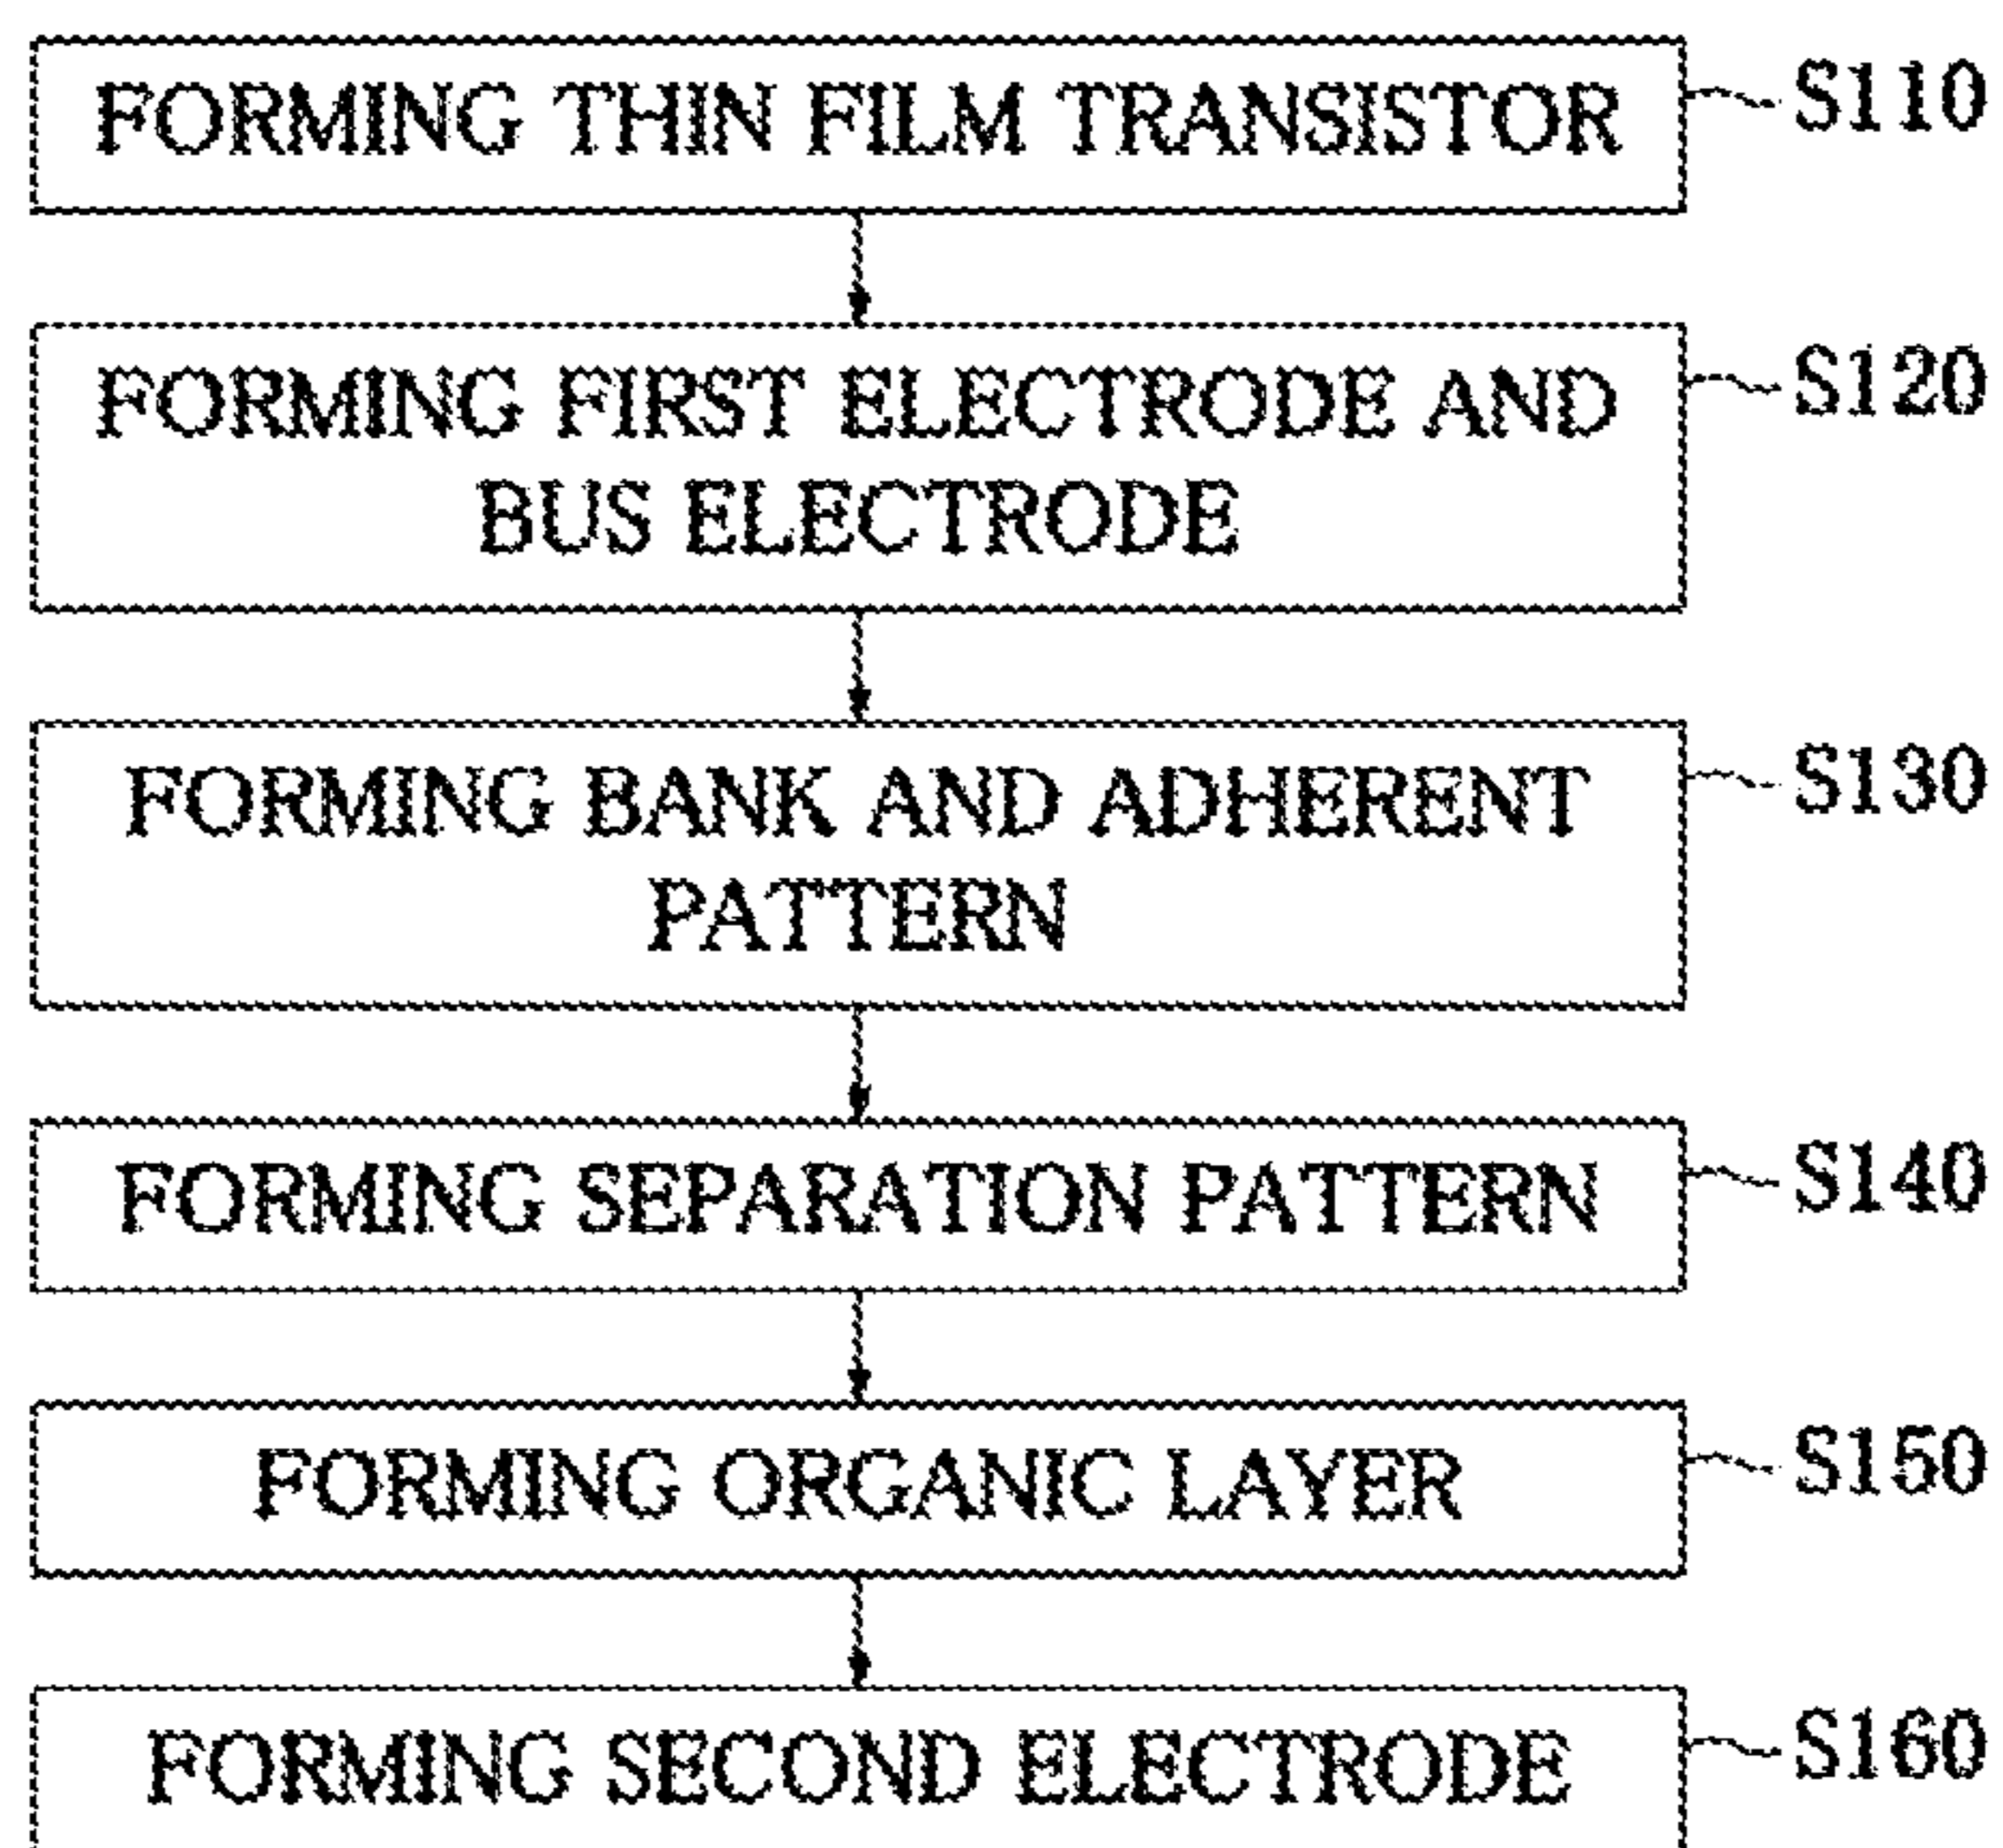 FORMING THIN FILM TRANSISTOR
S110
FORMING FIRST ELECTRODE AND
BUS ELECTRODE
S120
FORMING BANK AND ADHERENT
PATTERN
S130
FORMING SEPARATION PATTERN
S140
FORMING ORGANIC LAYER
S150
FORMING SECOND ELECTRODE
S160